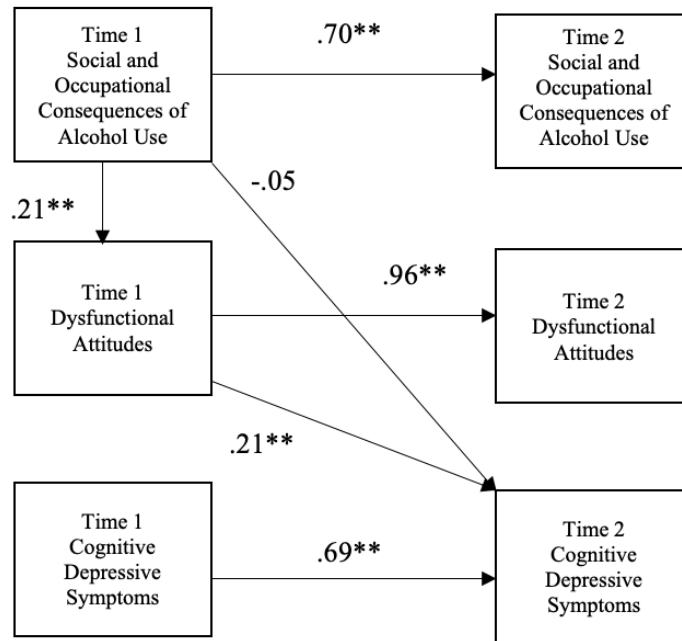 Time 1
Social and
Occupational
Consequences of
Alcohol Use
.70**
Time 2
Social and
Occupational
Consequences of
Alcohol Use
.21**
-.05
Time 1
Dysfunctional
Attitudes
.96**
Time 2
Dysfunctional
Attitudes
.21**
Time 1
Cognitive
Depressive
Symptoms
.69**
Time 2
Cognitive
Depressive
Symptoms